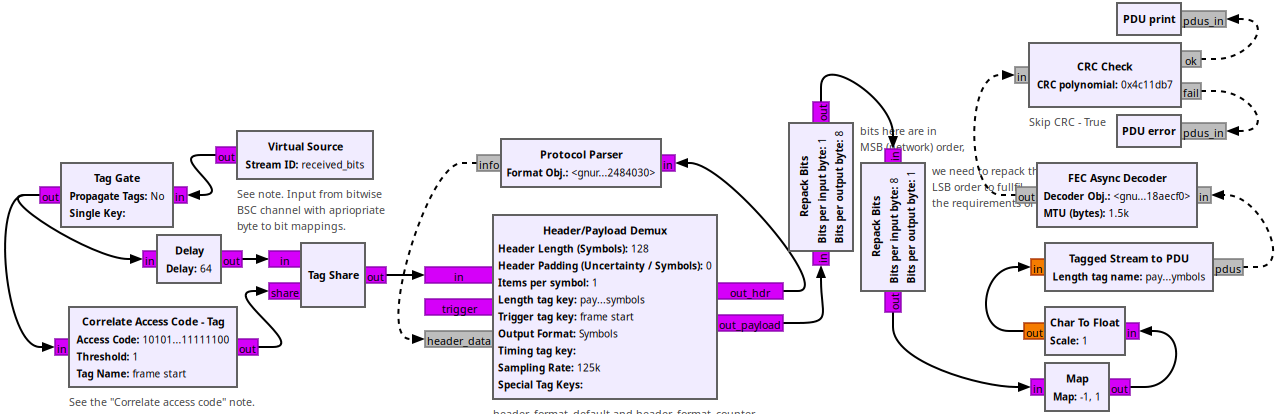 Virtual Source
Stream ID: received_bits
out
See note. Input from bitwise
BSC channel with apriopriate
byte to bit mappings.
Tag Gate
Propagate Tags: No
Single Key:
out
in
Delay
Delay: 64
in
out
Tag Share
in
share
out
Correlate Access Code - Tag
Access Code: 10101...11111100
Threshold: 1
Tag Name: frame start
in
out
See the "Correlate access code" note.
Protocol Parser
Format Obj.: <gnur...2484030>
info
in
Header/Payload Demux
Header Length (Symbols): 128
Header Padding (Uncertainty / Symbols): 0
Items per symbol: 1
Length tag key: pay...symbols
Trigger tag key: frame start
Output Format: Symbols
Timing tag key:
Sampling Rate: 125k
Special Tag Keys:
in
trigger
header_data
out_hdr
out_payload
header_format_default and header_format_counter
out
Repack Bits
Bits per input byte: 1
Bits per output byte: 8
in
bits here are in
MSB (network) order,
in
Repack Bits
Bits per input byte: 8
Bits per output byte: 1
out
we need to repack th
LSB order to fullfil
the requirements of
PDU print
pdus_in
CRC Check
CRC polynomial: 0x4c11db7
in
ok
fail
Skip CRC - True
PDU error
pdus_in
FEC Async Decoder
Decoder Obj.: <gnu...18aecf0>
MTU (bytes): 1.5k
out
in
Tagged Stream to PDU
Length tag name: pay...ymbols
in
pdus
Char To Float
Scale: 1
out
in
Map
Map: -1, 1
in
out